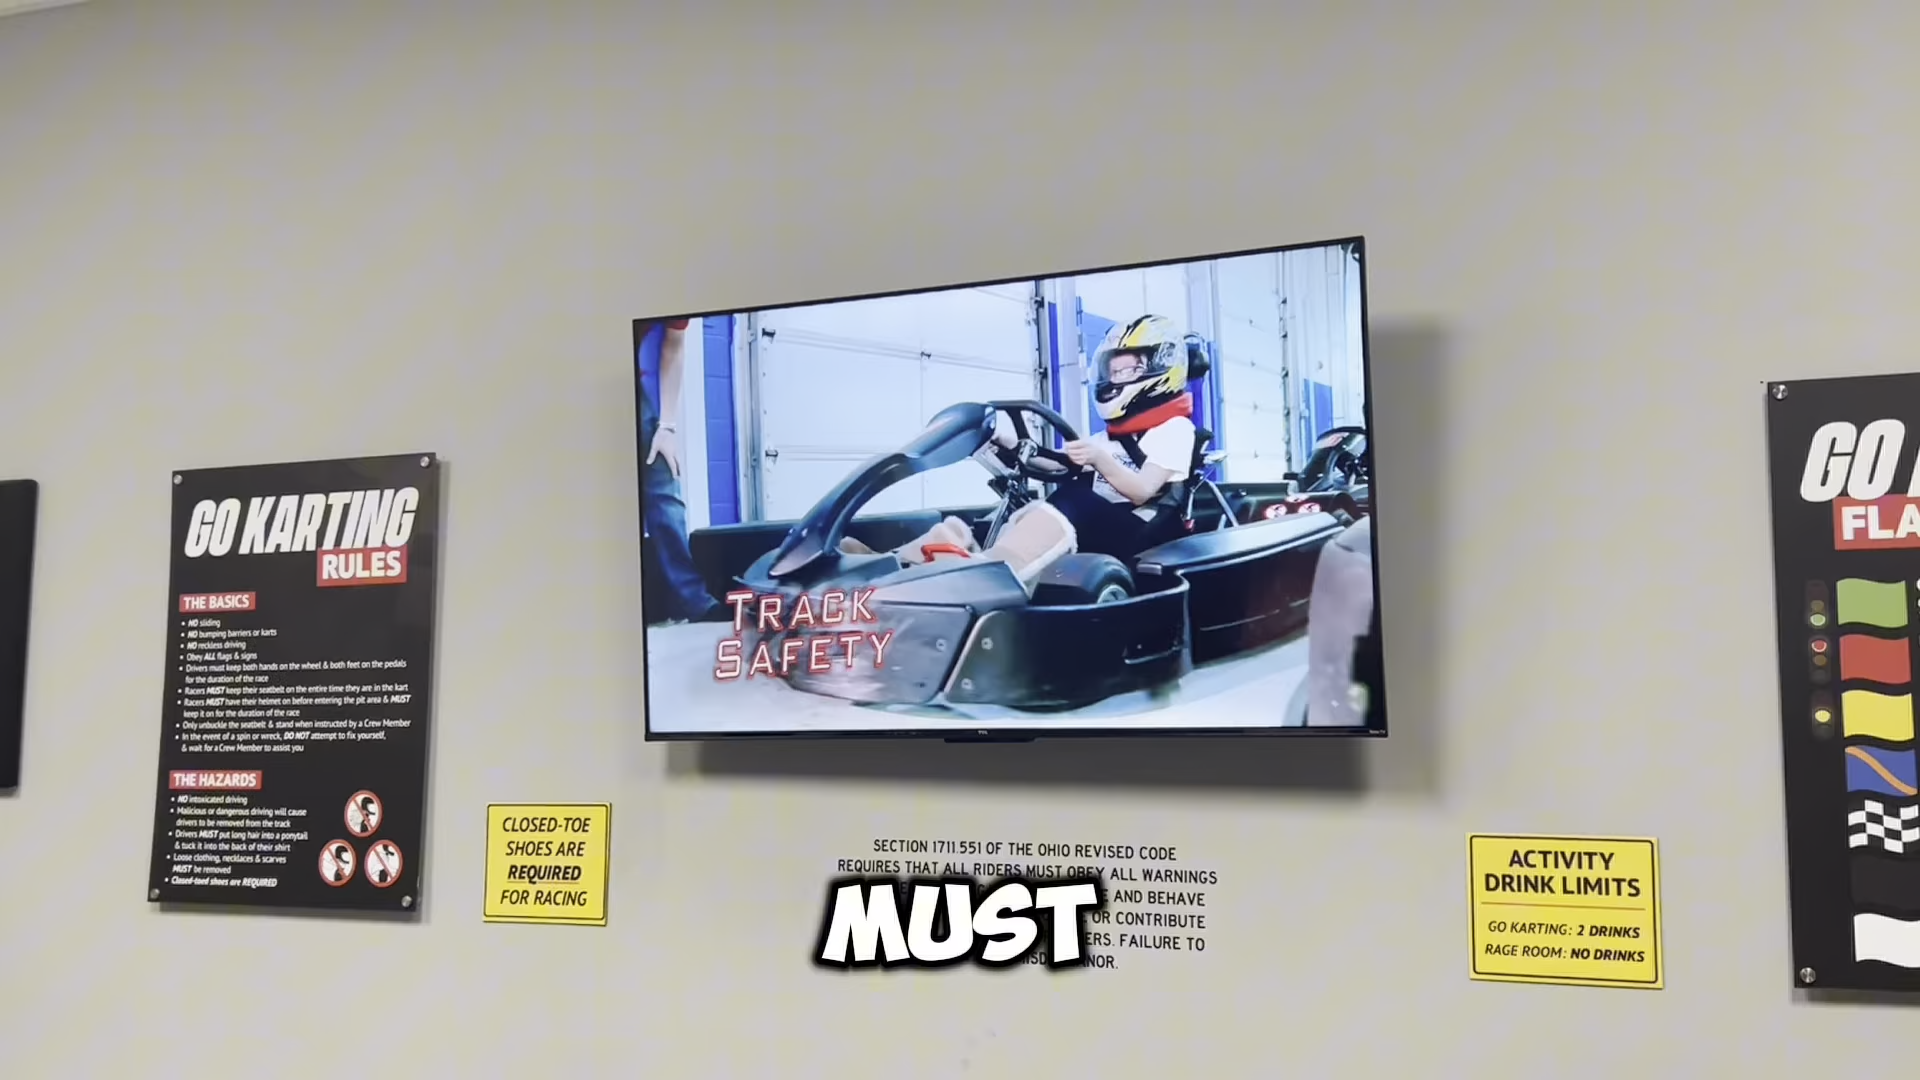 GO KARTING
RULES
THE BASICS
• NO sliding
• NO bumping barriers or karts
• NO reckless driving
• Obey ALL flags & signs
• Drivers must keep both hands on the wheel & both feet on the pedals
for the duration of the race
• Racers MUST keep their seatbelt on the entire time they are in the kart
• Racers MUST have their helmet on before entering the pit area & MUST
keep it on for the duration of the race
• Only unbuckle the seatbelt & stand when instructed by a Crew Member
• In the event of a spin or wreck, DO NOT attempt to fix yourself,
& wait for a Crew Member to assist you
THE HAZARDS
• NO intoxicated driving
• Malicious or dangerous driving will cause
drivers to be removed from the track
• Drivers MUST put long hair into a ponytail
& tuck it into the back of their shirt
• Loose clothing, necklaces & scarves
MUST be removed
• Closed-toed shoes are REQUIRED
CLOSED-TOE
SHOES ARE
REQUIRED
FOR RACING
TRACK
SAFETY
TCL
SECTION 1711.551 OF THE OHIO REVISED CODE
REQUIRES THAT ALL RIDERS MUST OBEY ALL WARNINGS
AND BEHAVE
OR CONTRIBUTE
FAILURE TO
MUST
ACTIVITY
DRINK LIMITS
GO KARTING: 2 DRINKS
RAGE ROOM: NO DRINKS
GO